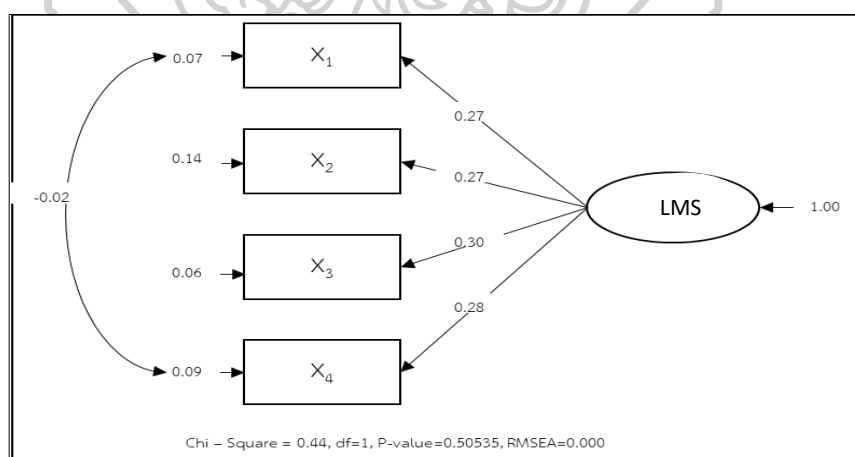 0.07 X₁
0.27
0.14 X₂
0.27
-0.02
LMS 1.00
0.30
0.06 X₃
0.28
0.09 X₄
Chi – Square = 0.44, df=1, P-value=0.50535, RMSEA=0.000